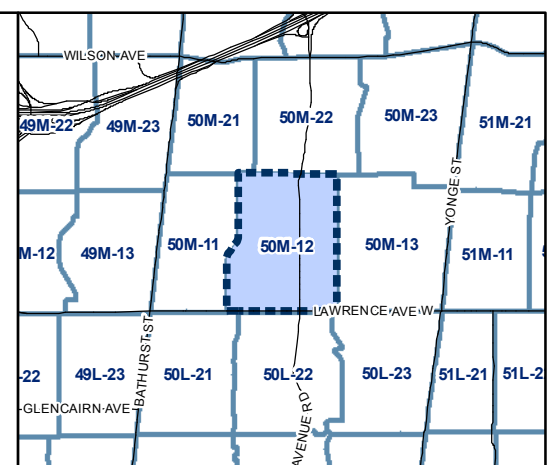 WILSON AVE
49M-22
49M-23
50M-21
50M-22
50M-23
51M-21
YONGE ST
M-12
49M-13
50M-11
50M-12
50M-13
51M-11
LAWRENCE AVE W
BATHURST ST
-22
49L-23
50L-21
50L-22
50L-23
51L-21
51L-2
GLENCAIRN AVE
AVENUE RD